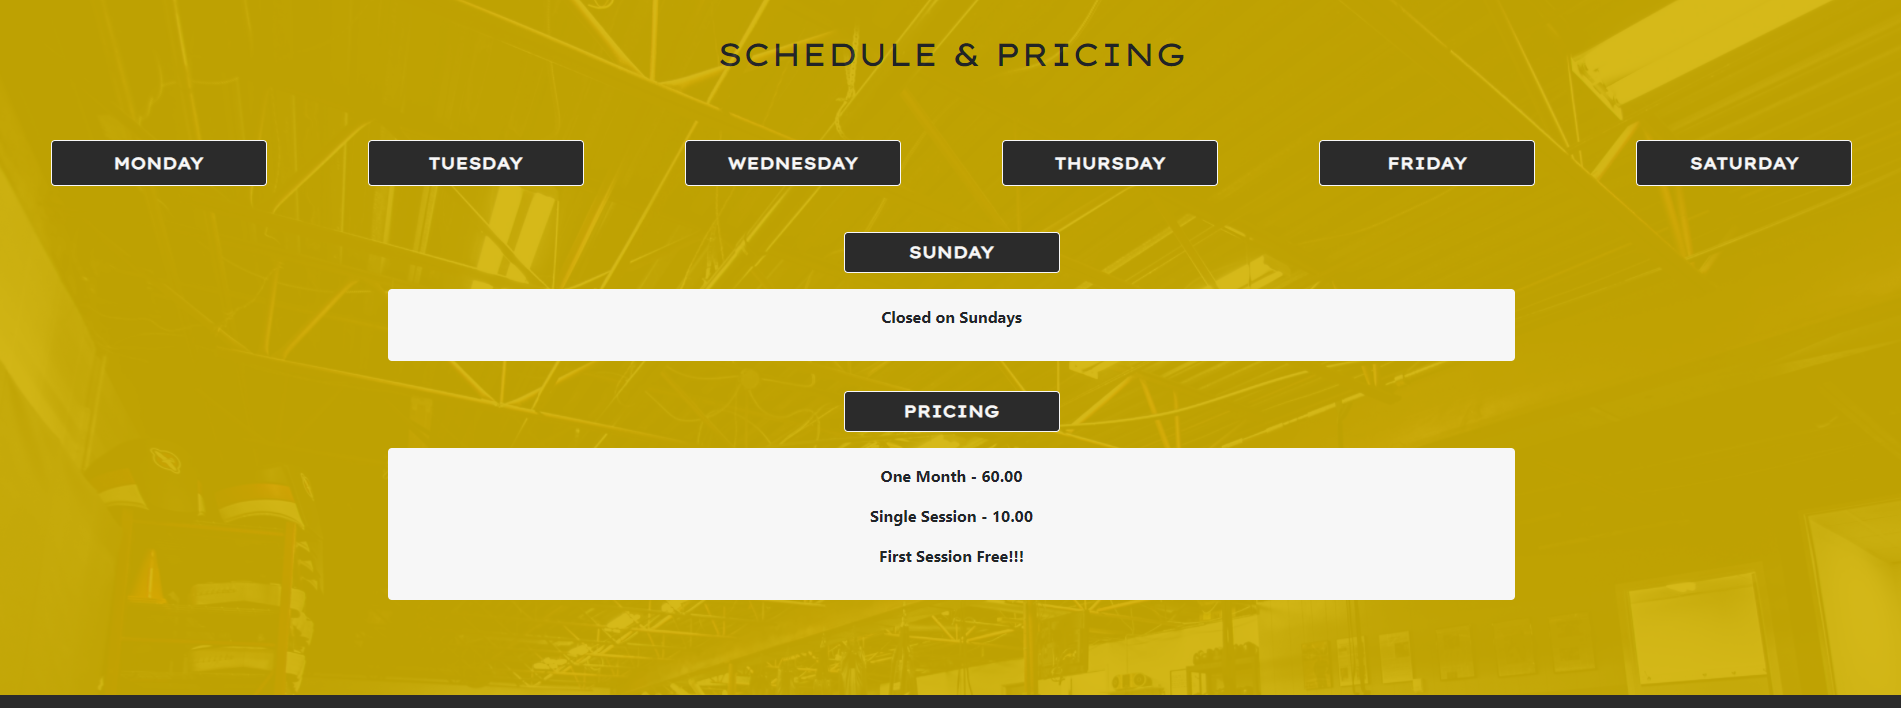 SCHEDULE & PRICING
MONDAY TUESDAY WEDNESDAY THURSDAY FRIDAY SATURDAY
SUNDAY
Closed on Sundays
PRICING
One Month - 60.00
Single Session - 10.00
First Session Free!!!